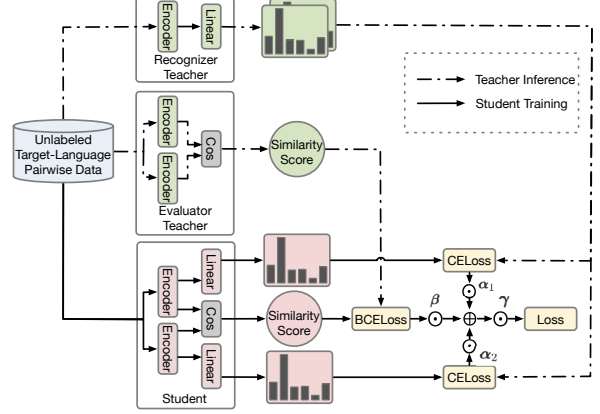 Encoder
Linear
Recognizer
Teacher
Teacher Inference
Student Training
Unlabeled
Target-Language
Pairwise Data
Encoder
Encoder
Cos
Similarity
Score
Evaluator
Teacher
Encoder
Encoder
Linear
Cos
Linear
Student
Similarity
Score
CELoss
α₁
BCELoss
β
γ
Loss
α₂
CELoss